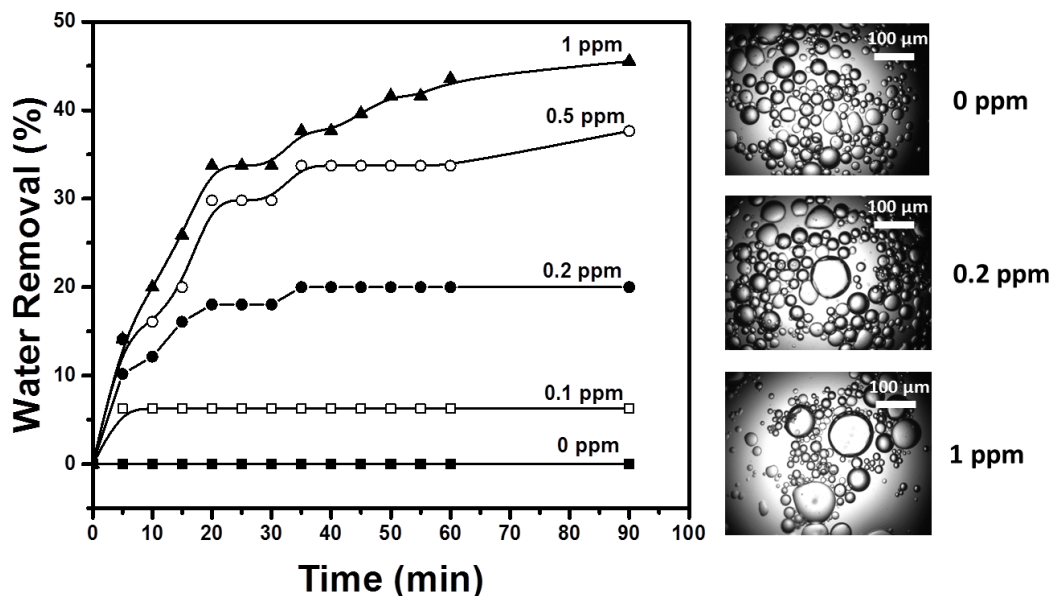 Water Removal (%)
50
40
30
20
10
0
1 ppm
0.5 ppm
0.2 ppm
0.1 ppm
0 ppm
0 10 20 30 40 50 60 70 80 90 100
Time (min)
100 µm
0 ppm
100 µm
0.2 ppm
100 µm
1 ppm